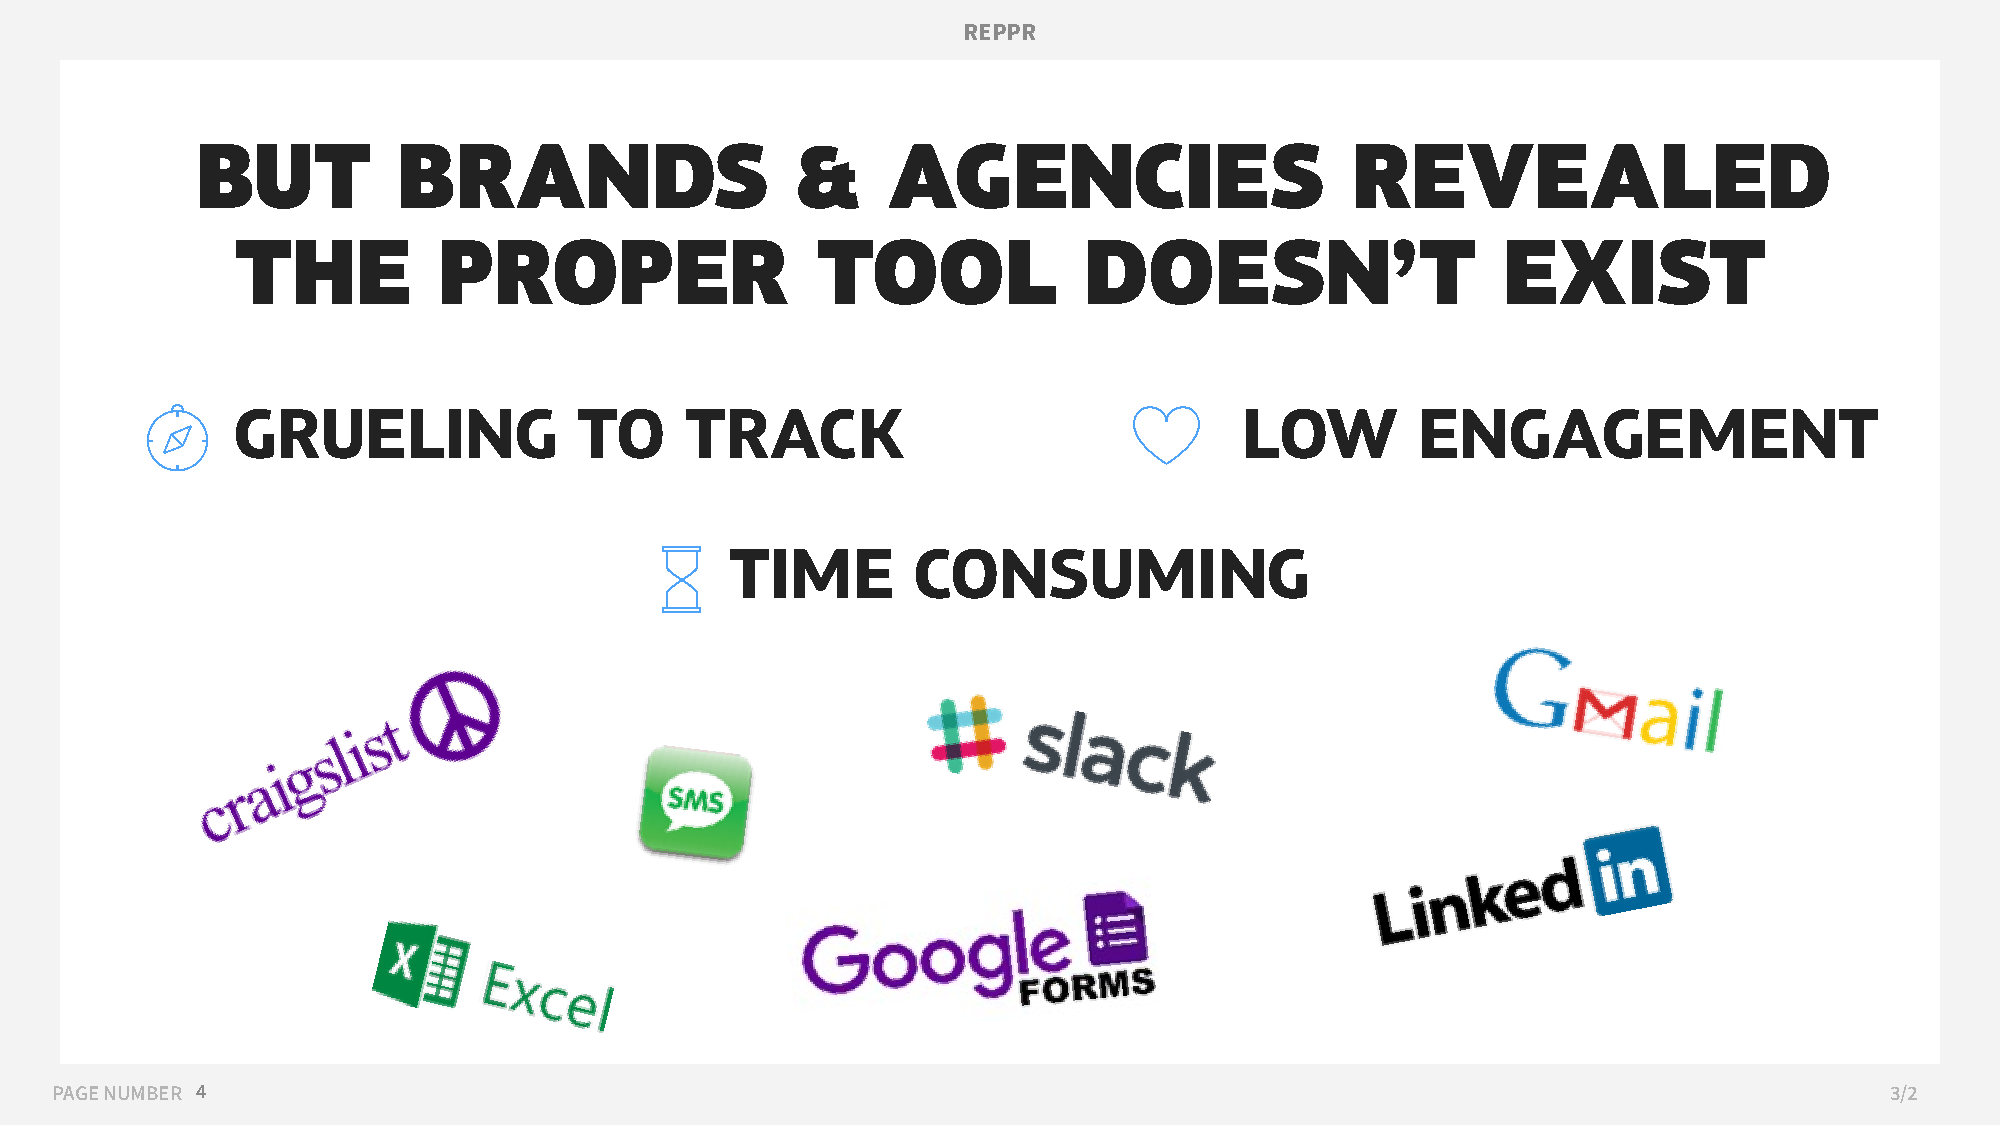 REPPR
BUT BRANDS & AGENCIES REVEALED
THE PROPER TOOL DOESN’T EXIST
GRUELING TO TRACK
LOW ENGAGEMENT
TIME CONSUMING
craigslist
SMS
slack
GMail
Excel
Google
FORMS
Linked in
PAGE NUMBER 4
3/2